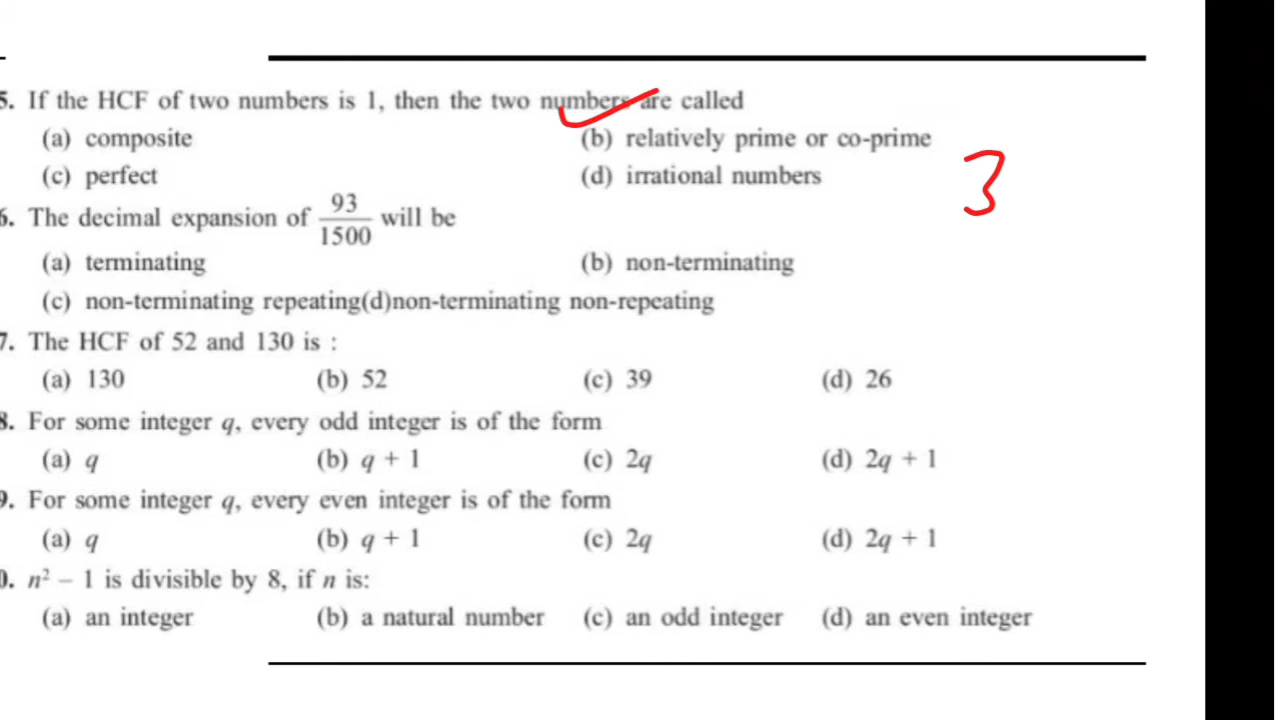 5. If the HCF of two numbers is 1, then the two numbers are called
(a) composite (b) relatively prime or co-prime
(c) perfect (d) irrational numbers
3
6. The decimal expansion of 93/1500 will be
(a) terminating (b) non-terminating
(c) non-terminating repeating(d)non-terminating non-repeating
7. The HCF of 52 and 130 is :
(a) 130 (b) 52 (c) 39 (d) 26
8. For some integer q, every odd integer is of the form
(a) q (b) q + 1 (c) 2q (d) 2q + 1
9. For some integer q, every even integer is of the form
(a) q (b) q + 1 (c) 2q (d) 2q + 1
0. n² – 1 is divisible by 8, if n is:
(a) an integer (b) a natural number (c) an odd integer (d) an even integer